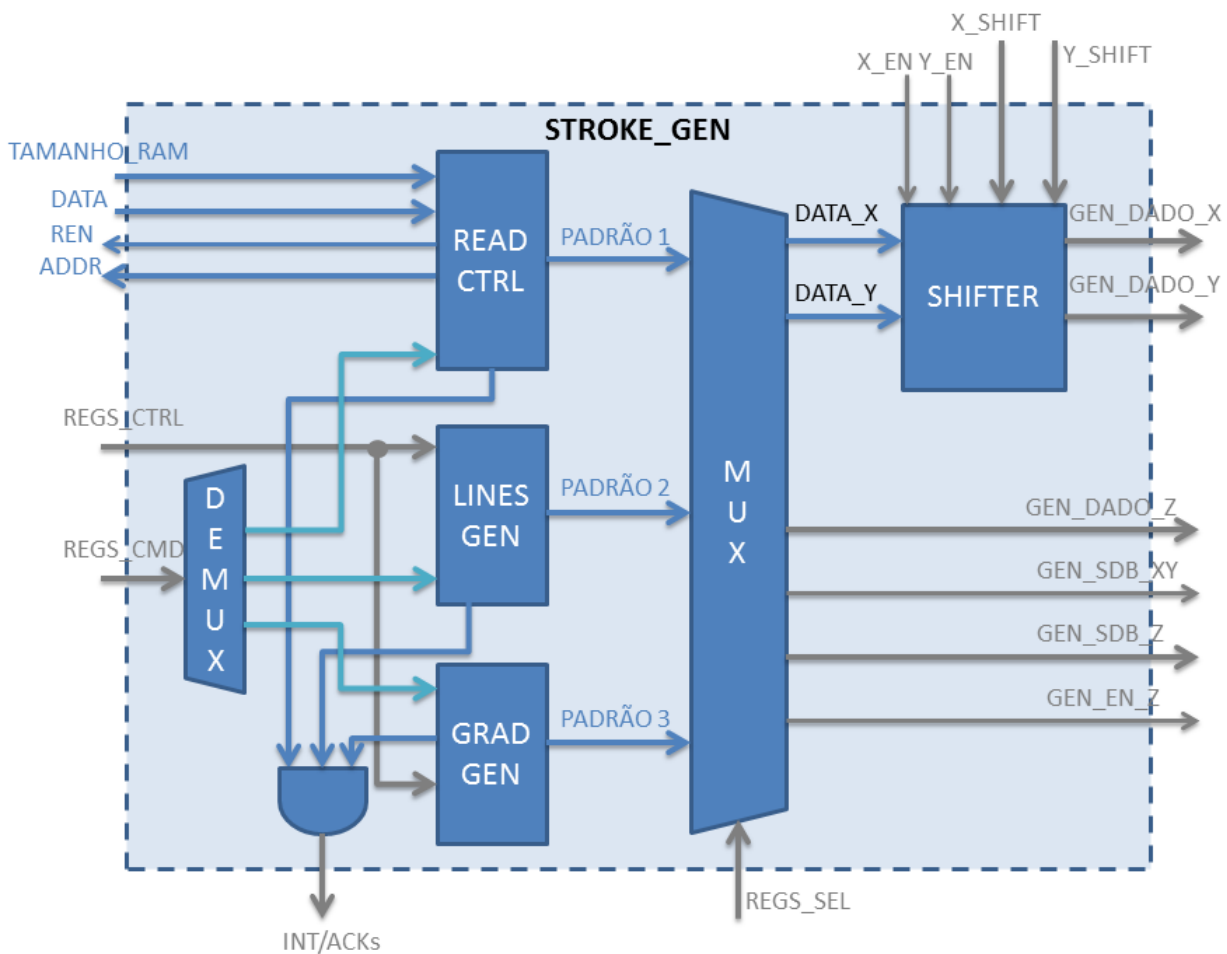 X_SHIFT
X_EN Y_EN
Y_SHIFT
STROKE_GEN
TAMANHO_RAM
DATA
REN
ADDR
READ
CTRL
PADRÃO 1
DATA_X
DATA_Y
SHIFTER
GEN_DADO_X
GEN_DADO_Y
REGS_CTRL
REGS_CMD
D
E
M
U
X
LINES
GEN
PADRÃO 2
M
U
X
GEN_DADO_Z
GEN_SDB_XY
GEN_SDB_Z
GEN_EN_Z
GRAD
GEN
PADRÃO 3
REGS_SEL
INT/ACKs